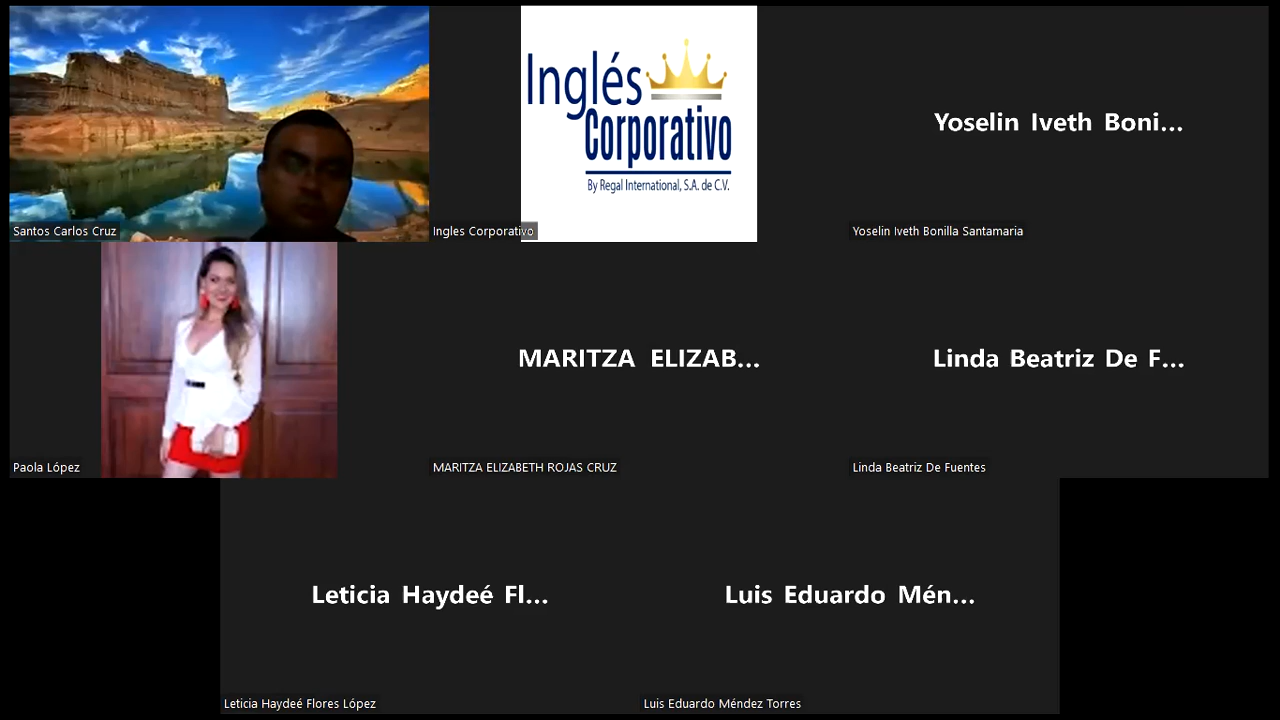 Inglés
Corporativo
By Regal International, S.A. de C.V.
Yoselin Iveth Boni...
Santos Carlos Cruz
Ingles Corporativo
Yoselin Iveth Bonilla Santamaria
MARITZA ELIZAB...
Linda Beatriz De F...
Paola López
MARITZA ELIZABETH ROJAS CRUZ
Linda Beatriz De Fuentes
Leticia Haydeé Fl...
Luis Eduardo Mén...
Leticia Haydeé Flores López
Luis Eduardo Méndez Torres